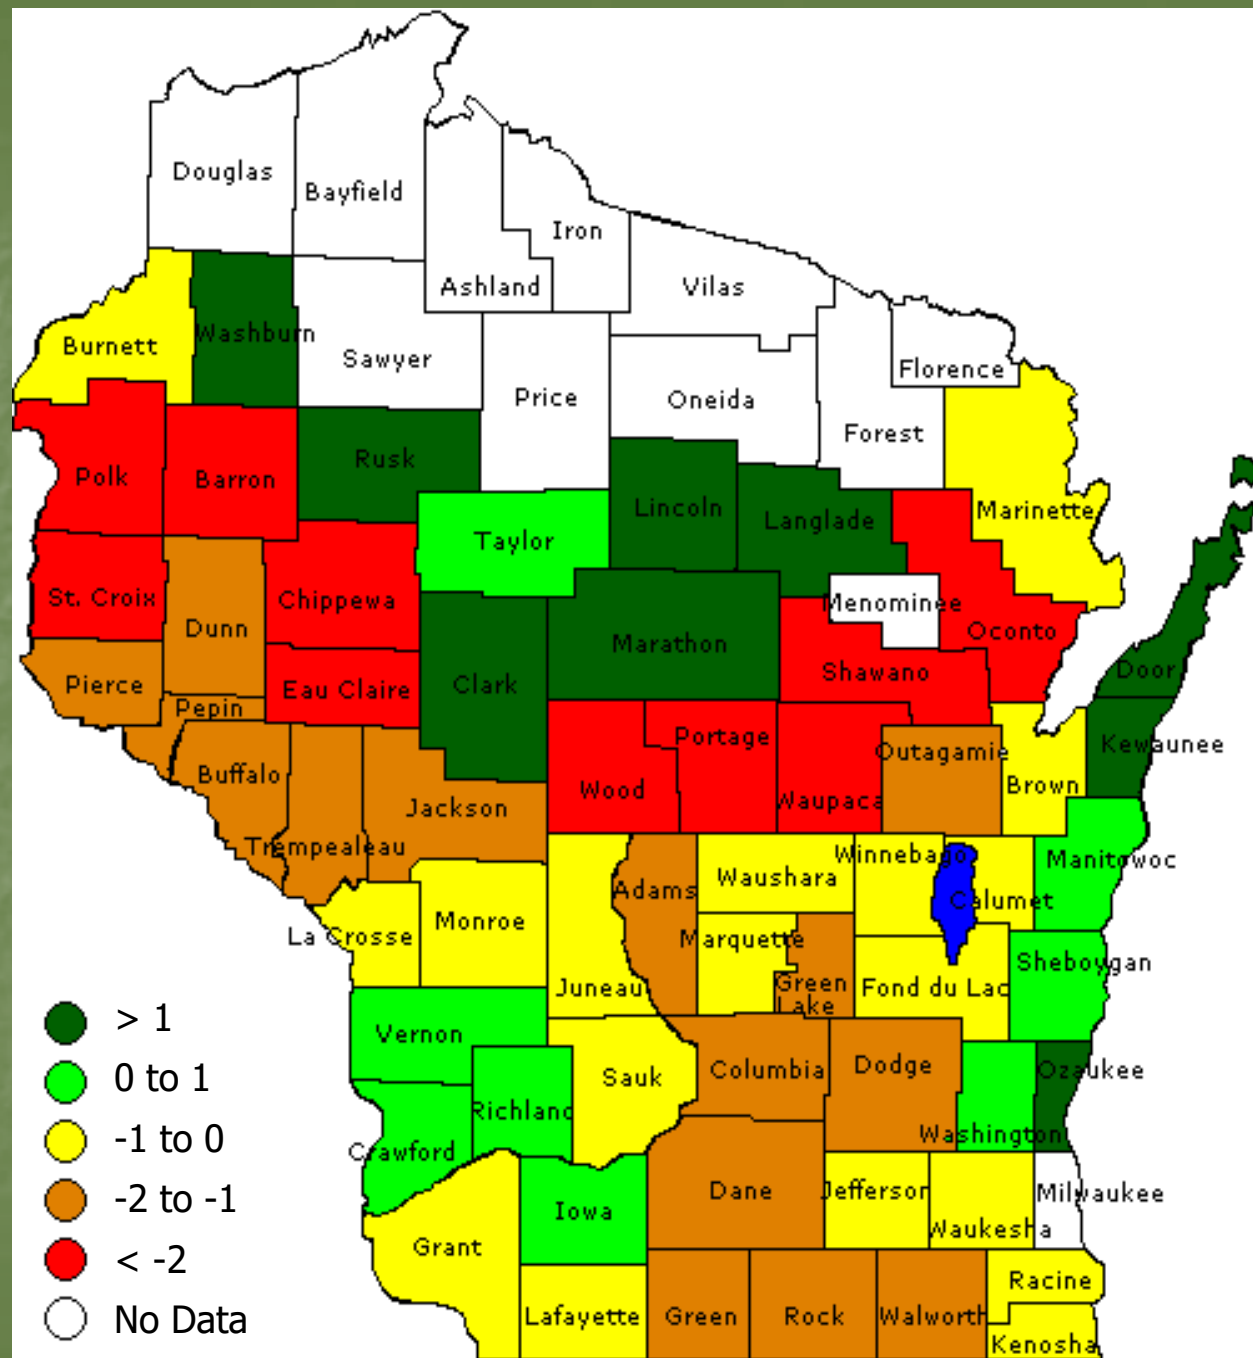 Douglas
Bayfield
Iron
Ashland
Vilas
Washburn
Burnett
Sawyer
Florence
Price
Oneida
Forest
Rusk
Polk
Barron
Lincoln
Langlade
Marinette
Taylor
St. Croix
Chippewa
Menominee
Dunn
Oconto
Marathon
Shawano
Door
Pierce
Eau Claire
Clark
Pepin
Portage
Kewaunee
Outagamie
Buffalo
Brown
Wood
Waupaca
Jackson
Trempealeau
Winnebago
Manitowoc
Waushara
Adams
Calumet
Monroe
La Crosse
Marquette
Sheboygan
Juneau
Green
Lake
Fond du Lac
> 1
Vernon
0 to 1
Sauk
Columbia
Dodge
Ozaukee
Richland
-1 to 0
Washington
Crawford
-2 to -1
Dane
Jefferson
Milwaukee
Iowa
Waukesha
Grant
< -2
Racine
No Data
Lafayette
Green
Rock
Walworth
Kenosha